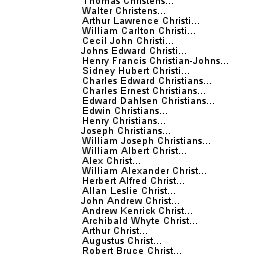 Thomas Christens...
Walter Christens...
Arthur Lawrence Christi...
William Carlton Christi...
Cecil John Christi...
Johns Edward Christi...
Henry Francis Christian-Johns...
Sidney Hubert Christi...
Charles Edward Christians...
Charles Ernest Christians...
Edward Dahlsen Christians...
Edwin Christians...
Henry Christians...
Joseph Christians...
William Joseph Christians...
William Albert Christ...
Alex Christ...
William Alexander Christ...
Herbert Alfred Christ...
Allan Leslie Christ...
John Andrew Christ...
Andrew Kenrick Christ...
Archibald Whyte Christ...
Arthur Christ...
Augustus Christ...
Robert Bruce Christ...